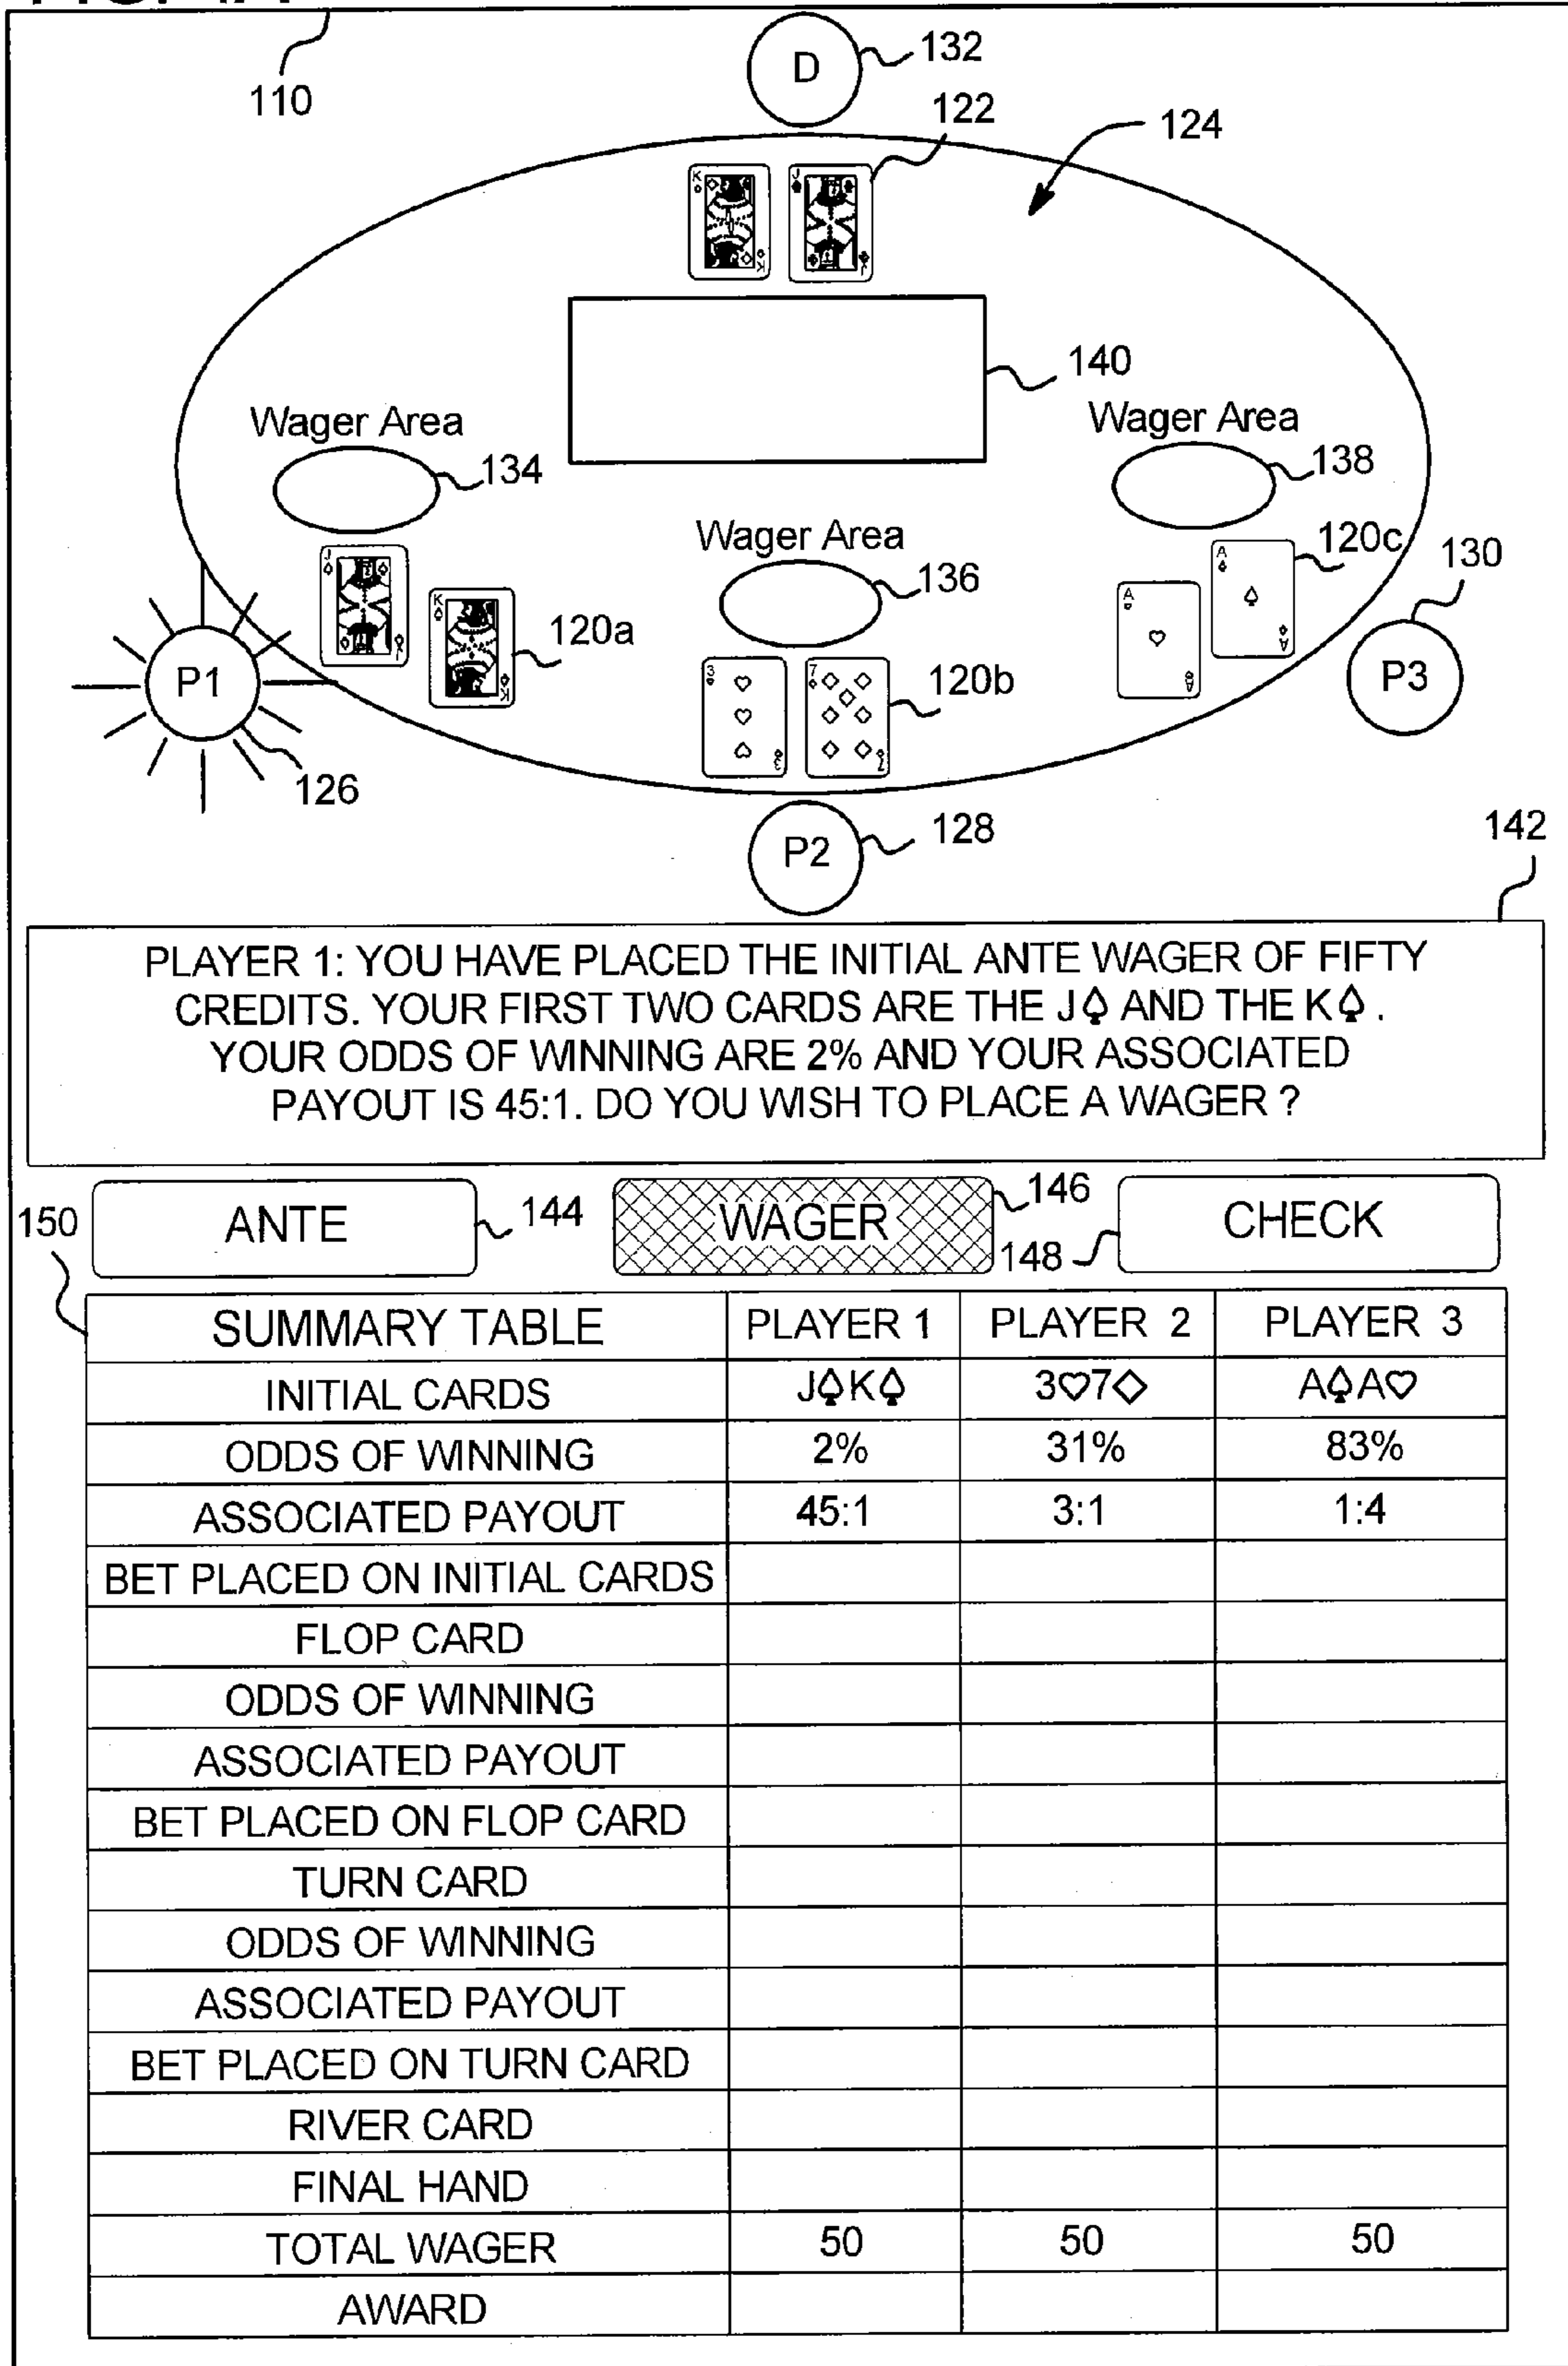 110
D
132
122
124
K
J
140
Wager Area
134
Wager Area
138
Wager Area
136
J
K
120a
3
7
120b
A
A
120c
130
P1
126
P3
P2
128
142
PLAYER 1: YOU HAVE PLACED THE INITIAL ANTE WAGER OF FIFTY
CREDITS. YOUR FIRST TWO CARDS ARE THE J♤ AND THE K♤.
YOUR ODDS OF WINNING ARE 2% AND YOUR ASSOCIATED
PAYOUT IS 45:1. DO YOU WISH TO PLACE A WAGER ?
150
ANTE 144 WAGER 146 148 CHECK
SUMMARY TABLE PLAYER 1 PLAYER 2 PLAYER 3
INITIAL CARDS J♤K♤ 3♡7◇ A♤A♡
ODDS OF WINNING 2% 31% 83%
ASSOCIATED PAYOUT 45:1 3:1 1:4
BET PLACED ON INITIAL CARDS
FLOP CARD
ODDS OF WINNING
ASSOCIATED PAYOUT
BET PLACED ON FLOP CARD
TURN CARD
ODDS OF WINNING
ASSOCIATED PAYOUT
BET PLACED ON TURN CARD
RIVER CARD
FINAL HAND
TOTAL WAGER 50 50 50
AWARD